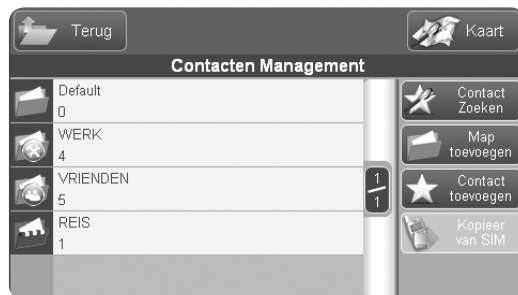 Terug
Kaart
Contacten Management
Default
0
WERK
4
VRIENDEN
5
REIS
1
1
1
Contact
Zoeken
Map
toevoegen
Contact
toevoegen
Kopieer
van SIM